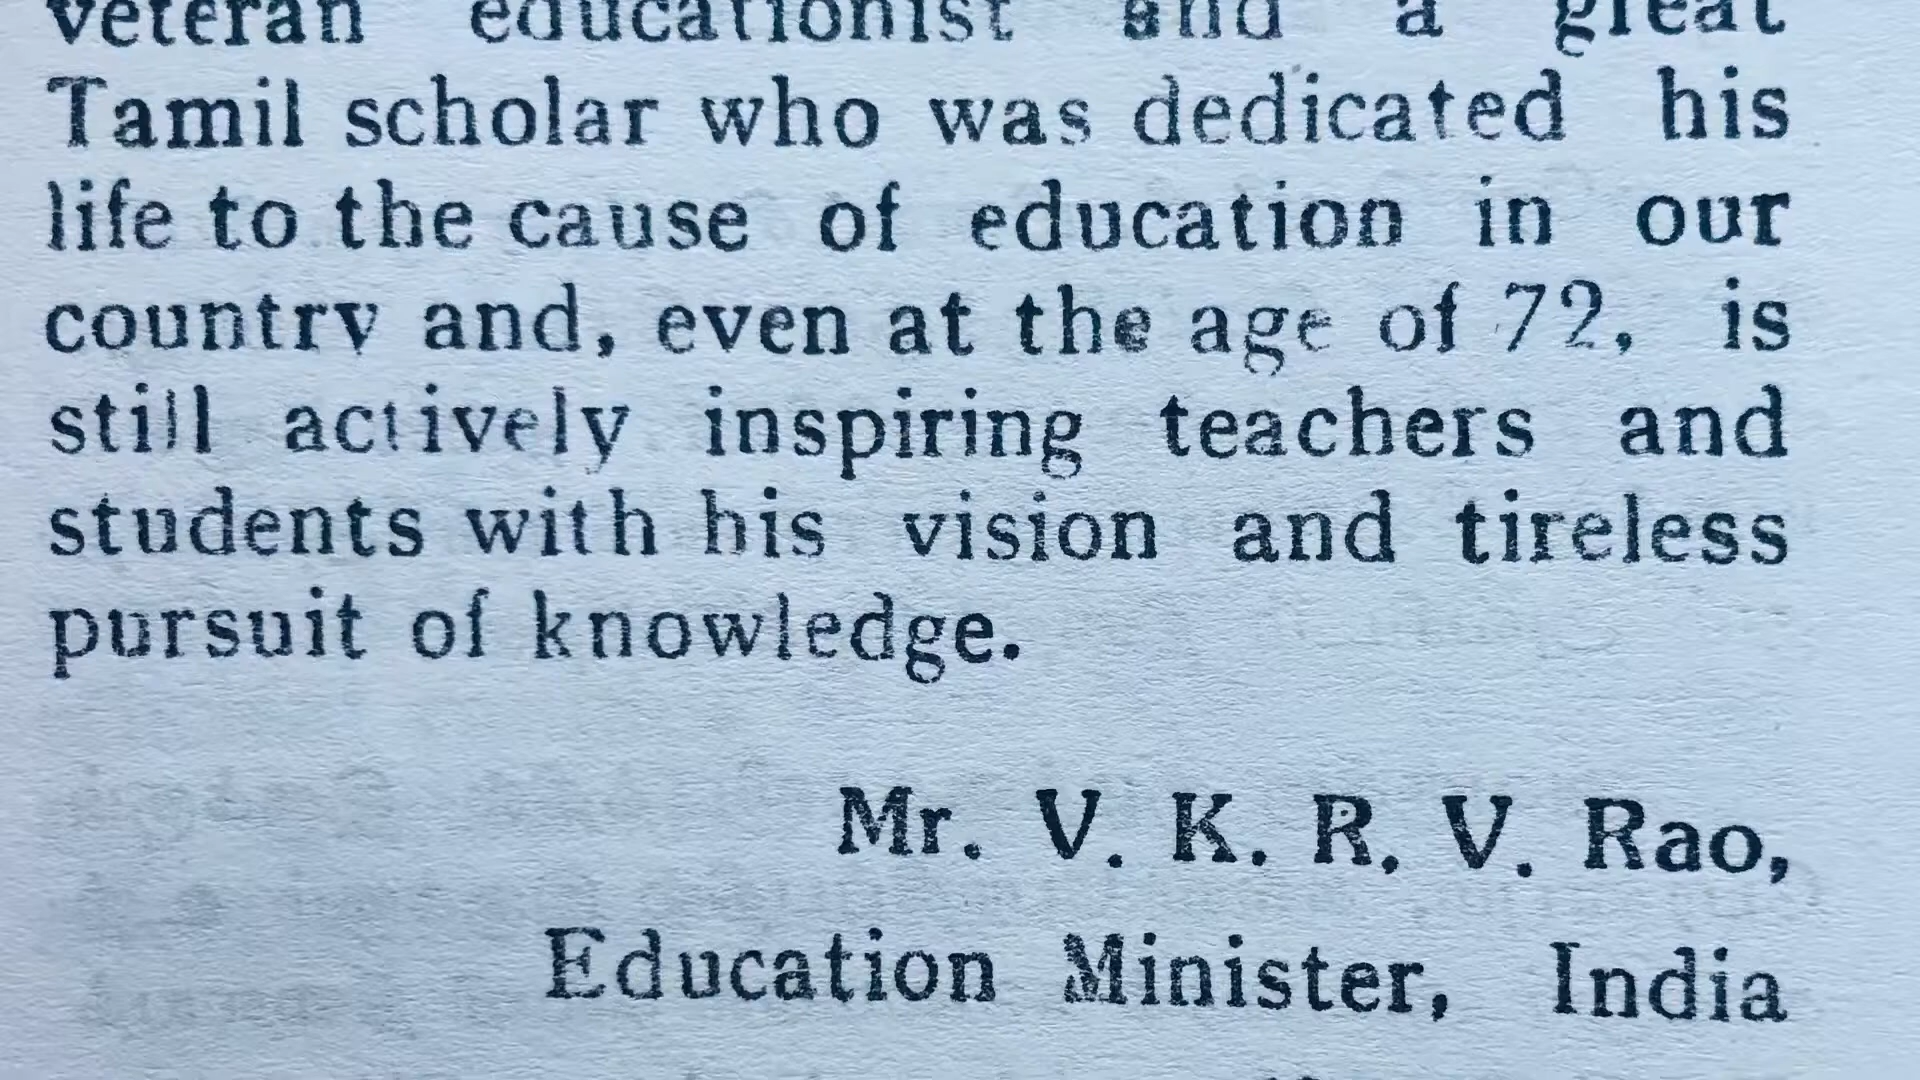 veteran educationist and a great
Tamil scholar who was dedicated his
life to the cause of education in our
country and, even at the age of 72, is
still actively inspiring teachers and
students with his vision and tireless
pursuit of knowledge.
Mr. V. K. R. V. Rao,
Education Minister, India